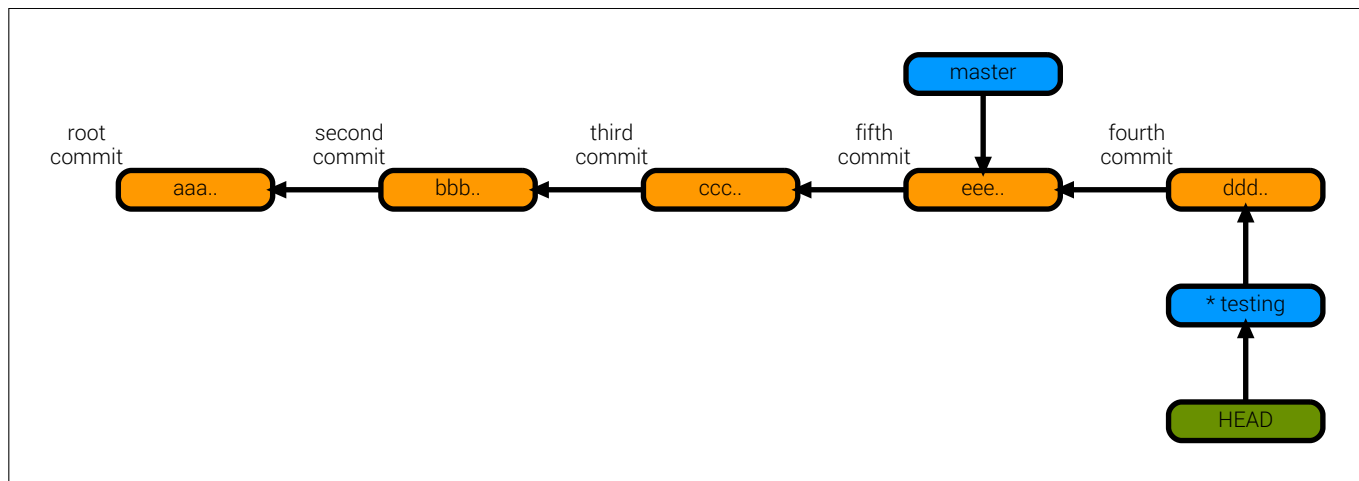 master
root
commit
second
commit
third
commit
fifth
commit
fourth
commit
aaa..
bbb..
ccc..
eee..
ddd..
* testing
HEAD